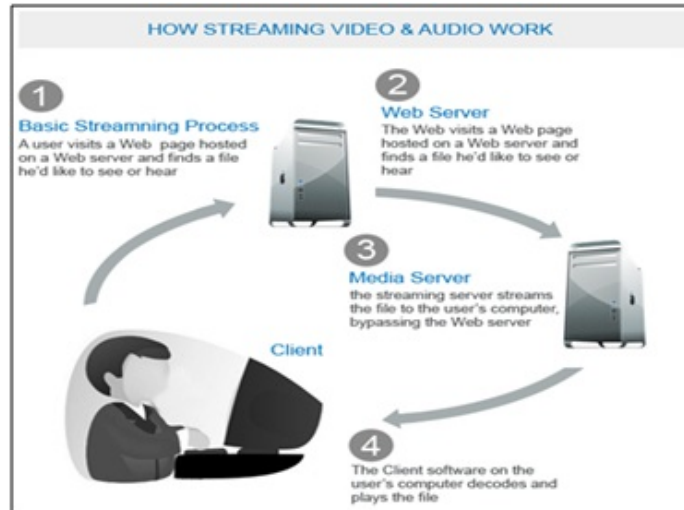 HOW STREAMING VIDEO & AUDIO WORK
1
Basic Streamning Process
A user visits a Web page hosted
on a Web server and finds a file
he'd like to see or hear
2
Web Server
The Web visits a Web page
hosted on a Web server and
finds a file he'd like to see or
hear
3
Media Server
the streaming server streams
the file to the user's computer,
bypassing the Web server
Client
4
The Client software on the
user's computer decodes and
plays the file